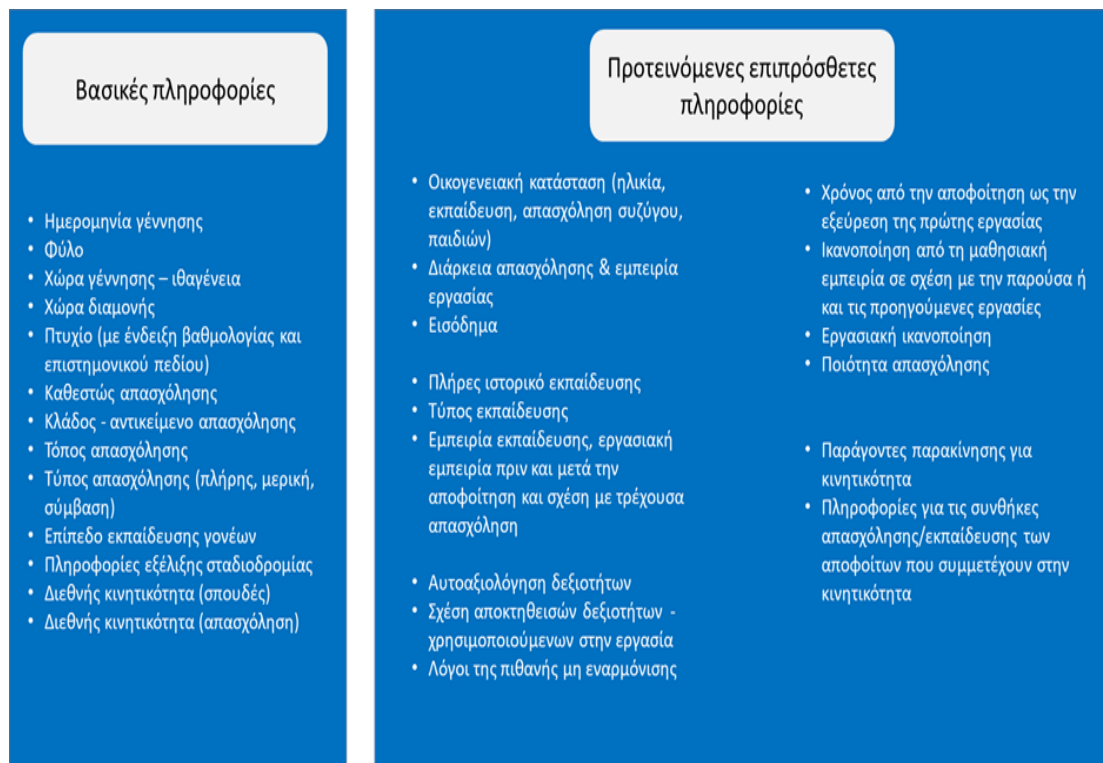 Βασικές πληροφορίες
• Ημερομηνία γέννησης
• Φύλο
• Χώρα γέννησης – ιθαγένεια
• Χώρα διαμονής
• Πτυχίο (με ένδειξη βαθμολογίας και
επιστημονικού πεδίου)
• Καθεστώς απασχόλησης
• Κλάδος - αντικείμενο απασχόλησης
• Τόπος απασχόλησης
• Τύπος απασχόλησης (πλήρης, μερική,
σύμβαση)
• Επίπεδο εκπαίδευσης γονέων
• Πληροφορίες εξέλιξης σταδιοδρομίας
• Διεθνής κινητικότητα (σπουδές)
• Διεθνής κινητικότητα (απασχόληση)
Προτεινόμενες επιπρόσθετες
πληροφορίες
• Οικογενειακή κατάσταση (ηλικία,
εκπαίδευση, απασχόληση συζύγου,
παιδιών)
• Διάρκεια απασχόλησης & εμπειρία
εργασίας
• Εισόδημα
• Πλήρες ιστορικό εκπαίδευσης
• Τύπος εκπαίδευσης
• Εμπειρία εκπαίδευσης, εργασιακή
εμπειρία πριν και μετά την
αποφοίτηση και σχέση με τρέχουσα
απασχόληση
• Αυτοαξιολόγηση δεξιοτήτων
• Σχέση αποκτηθεισών δεξιοτήτων -
χρησιμοποιούμενων στην εργασία
• Λόγοι της πιθανής μη εναρμόνισης
• Χρόνος από την αποφοίτηση ως την
εξεύρεση της πρώτης εργασίας
• Ικανοποίηση από τη μαθησιακή
εμπειρία σε σχέση με την παρούσα ή
και τις προηγούμενες εργασίες
• Εργασιακή ικανοποίηση
• Ποιότητα απασχόλησης
• Παράγοντες παρακίνησης για
κινητικότητα
• Πληροφορίες για τις συνθήκες
απασχόλησης/εκπαίδευσης των
αποφοίτων που συμμετέχουν στην
κινητικότητα